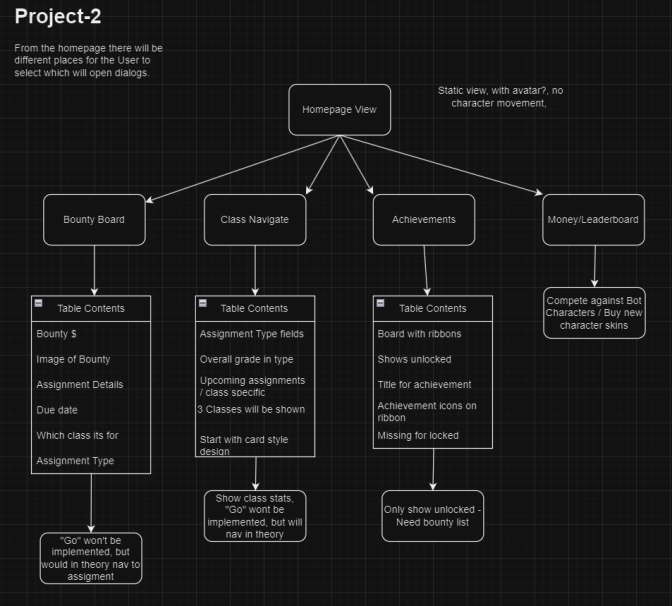 Project-2
From the homepage there will be
different places for the User to
select which will open dialogs.
Homepage View
Static view, with avatar?, no
character movement,
Bounty Board
Class Navigate
Achievements
Money/Leaderboard
Table Contents
Bounty $
Image of Bounty
Assignment Details
Due date
Which class its for
Assignment Type
Table Contents
Assignment Type fields
Overall grade in type
Upcoming assignments
/ class specific
3 Classes will be shown
Start with card style
design
Table Contents
Board with ribbons
Shows unlocked
Title for achievement
Achievement icons on
ribbon
Missing for locked
Compete against Bot
Characters / Buy new
character skins
"Go" won't be
implemented, but
would in theory nav to
assigment
Show class stats,
"Go" wont be
implemented, but will
nav in theory
Only show unlocked -
Need bounty list